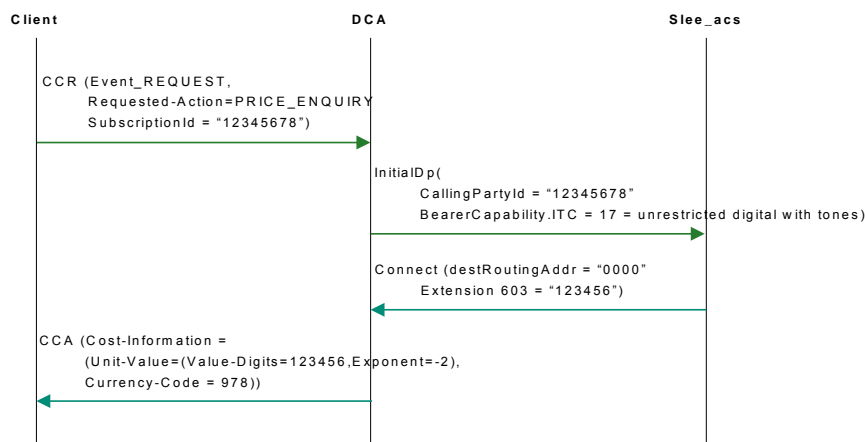 Client DCA Slee_acs
CCR (Event_REQUEST,
Requested-Action=PRICE_ENQUIRY
SubscriptionId = “12345678”)
InitialDp(
CallingPartyId = “12345678”
BearerCapability.ITC = 17 = unrestricted digital with tones)
Connect (destRoutingAddr = “0000”
Extension 603 = “123456”)
CCA (Cost-Information =
(Unit-Value=(Value-Digits=123456,Exponent=-2),
Currency-Code = 978))